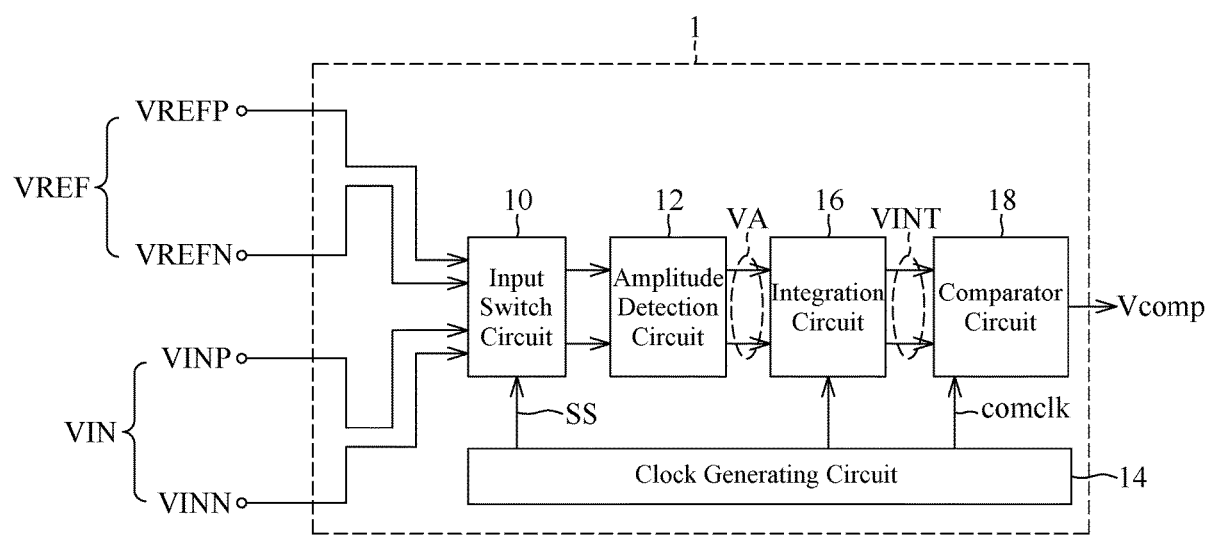 1
VREFP
VREF
VREFN
10
12
VA
16
VINT
18
Input
Switch
Circuit
Amplitude
Detection
Circuit
Integration
Circuit
Comparator
Circuit
Vcomp
VINP
VIN
VINN
SS
comclk
Clock Generating Circuit
14